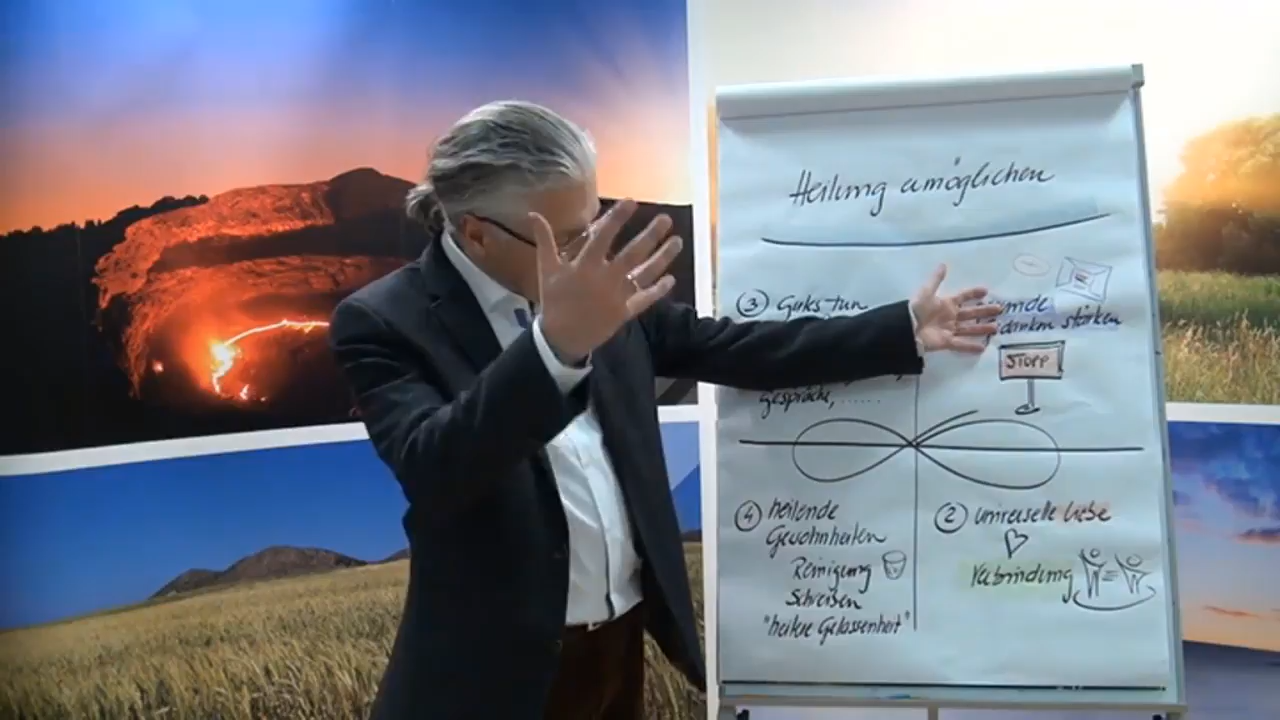 Heilung ermöglichen
③ Gutes tun
Gespräche, ......
stärken
STOPP
④ heilende
Gewohnheiten
Reinigung
Schreiben
"heitere Gelassenheit"
② universelle Liebe
Verbindung